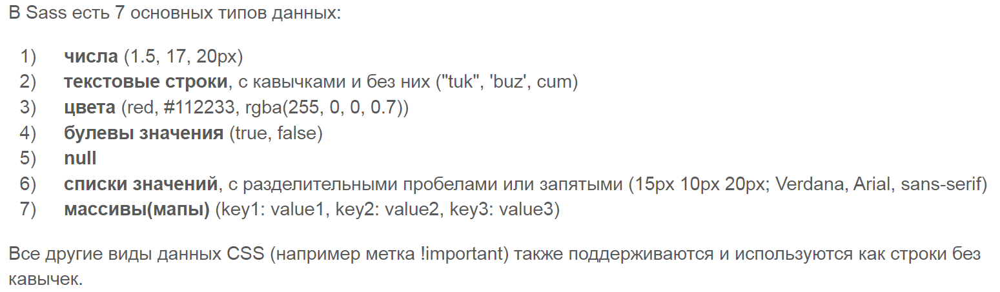 В Sass есть 7 основных типов данных:
1) числа (1.5, 17, 20px)
2) текстовые строки, с кавычками и без них ("tuk", 'buz', cum)
3) цвета (red, #112233, rgba(255, 0, 0, 0.7))
4) булевы значения (true, false)
5) null
6) списки значений, с разделительными пробелами или запятыми (15px 10px 20px; Verdana, Arial, sans-serif)
7) массивы(мапы) (key1: value1, key2: value2, key3: value3)
Все другие виды данных CSS (например метка !important) также поддерживаются и используются как строки без
кавычек.